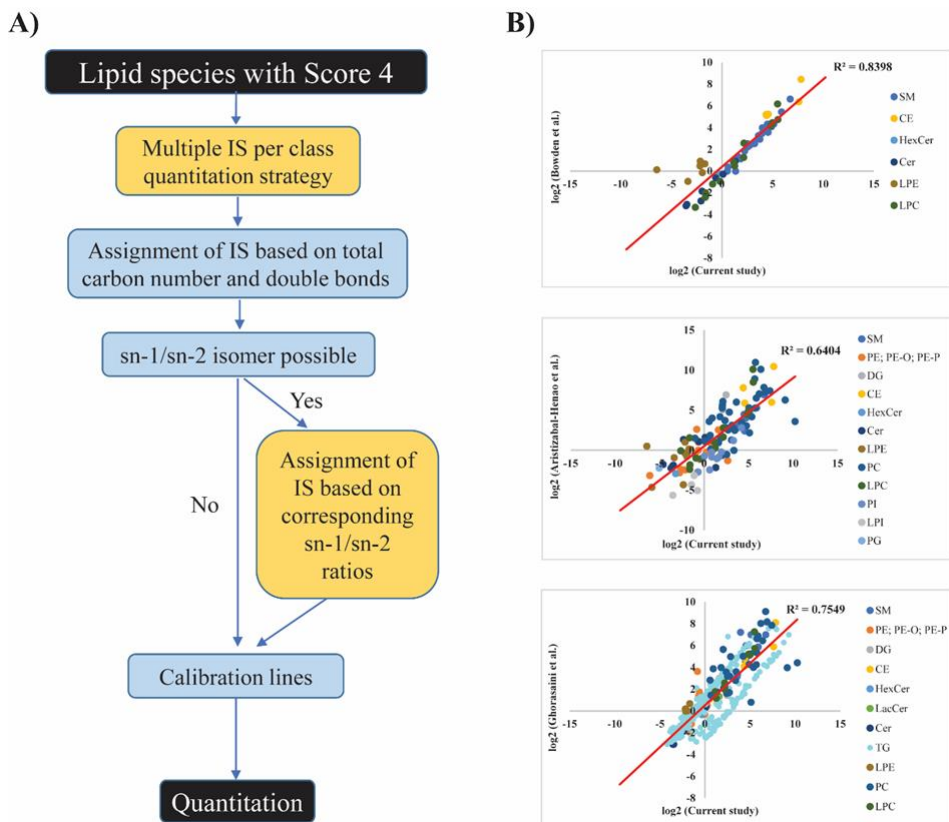 A)
Lipid species with Score 4
Multiple IS per class
quantitation strategy
Assignment of IS based on total
carbon number and double bonds
sn-1/sn-2 isomer possible
Yes
No
Assignment of
IS based on
corresponding
sn-1/sn-2
ratios
Calibration lines
Quantitation
B)
log2 (Bowden et al.)
10
8
6
4
2
0
-2
-4
-6
-8
-15
-10
-5
0
5
10
15
R² = 0.8398
SM
CE
HexCer
Cer
LPE
LPC
log2 (Current study)
log2 (Aristizabal-Henao et al.)
15
10
5
0
-5
-10
-15
-10
-5
0
5
10
15
R² = 0.6404
SM
PE; PE-O; PE-P
DG
CE
HexCer
Cer
LPE
PC
LPC
PI
LPI
PG
log2 (Current study)
log2 (Ghorasaini et al.)
10
8
6
4
2
0
-2
-4
-6
-8
-15
-10
-5
0
5
10
15
R² = 0.7549
SM
PE; PE-O; PE-P
DG
CE
HexCer
LacCer
Cer
TG
LPE
PC
LPC
log2 (Current study)